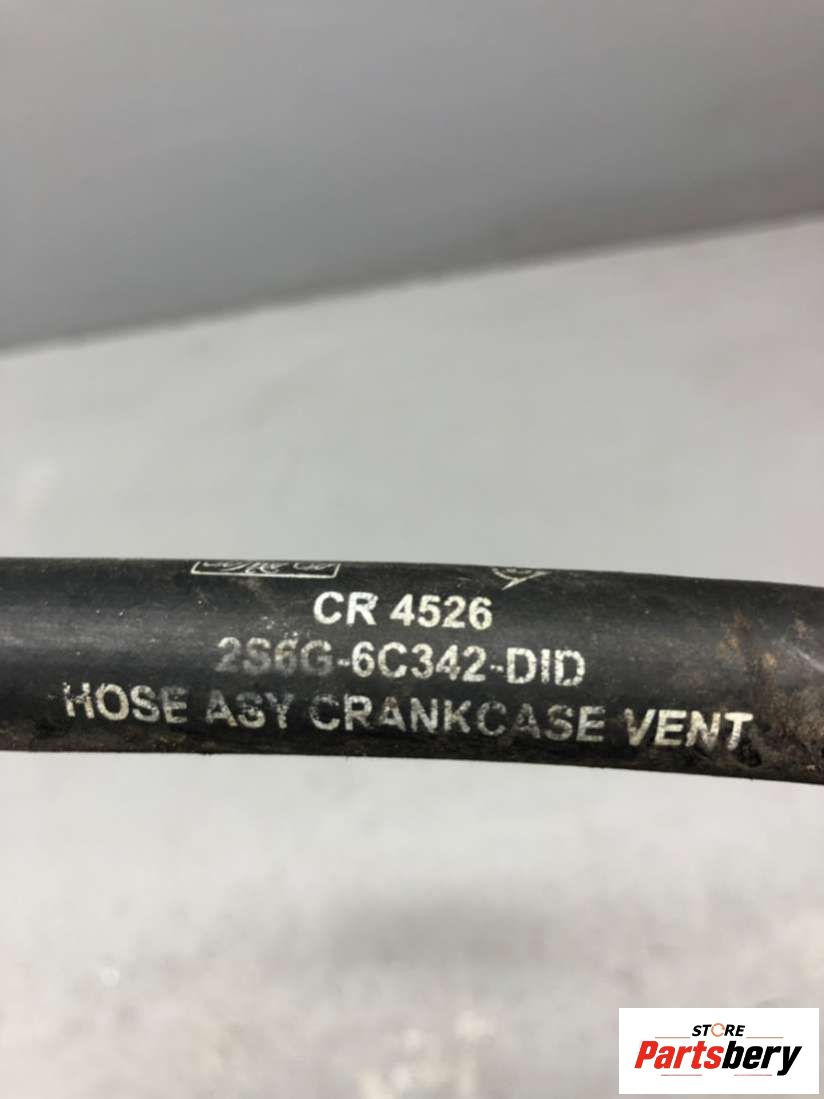 CR 4526
2S6G-6C342-DID
HOSE ASY CRANKCASE VENT
STORE
Partsbery